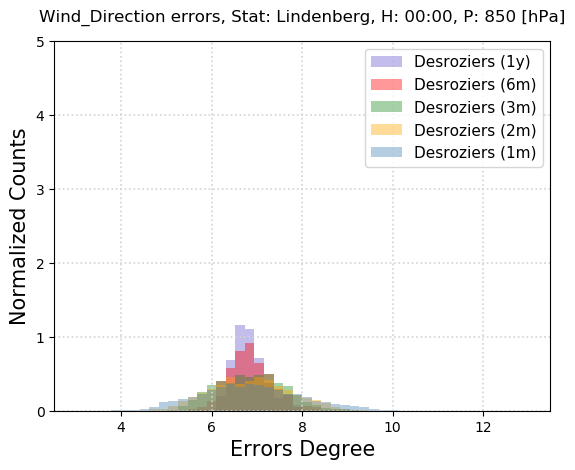 Wind_Direction errors, Stat: Lindenberg, H: 00:00, P: 850 [hPa]
Desroziers (1y)
Desroziers (6m)
Desroziers (3m)
Desroziers (2m)
Desroziers (1m)
Normalized Counts
5
4
3
2
1
0
4
6
8
10
12
Errors Degree